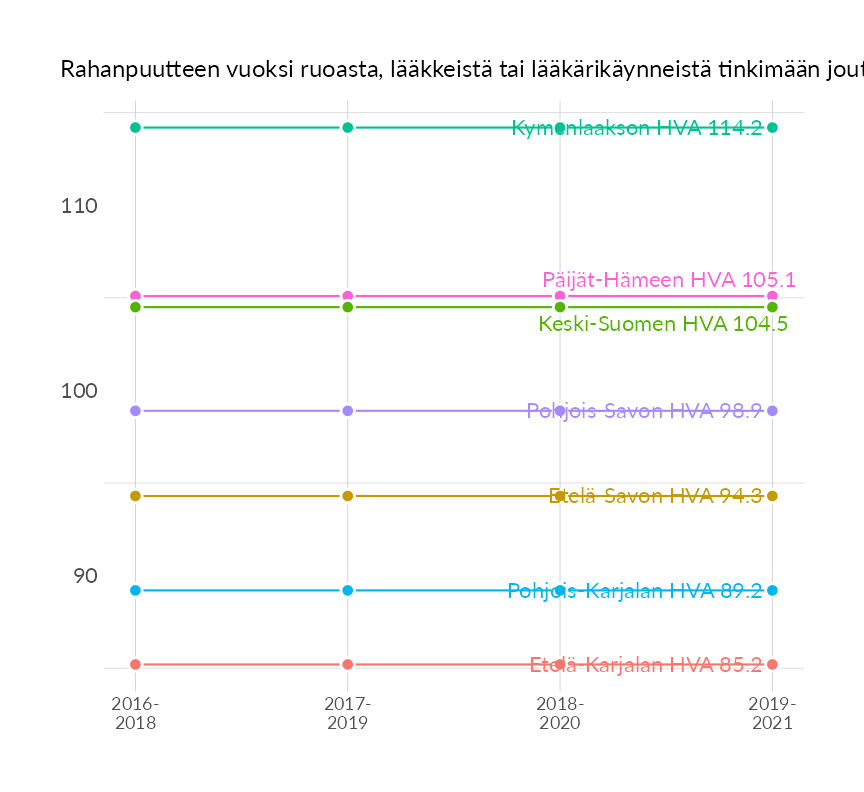 Rahanpuutteen vuoksi ruoasta, lääkkeistä tai lääkärikäynneistä tinkimään
Kymenlaakson HVA 114.2
110
Päijät-Hämeen HVA 105.1
Keski-Suomen HVA 104.5
100
Pohjois-Savon HVA 98.9
Etelä-Savon HVA 94.3
90
Pohjois-Karjalan HVA 89.2
Etelä-Karjalan HVA 85.2
2016- 2017- 2018- 2019-
2018 2019 2020 2021